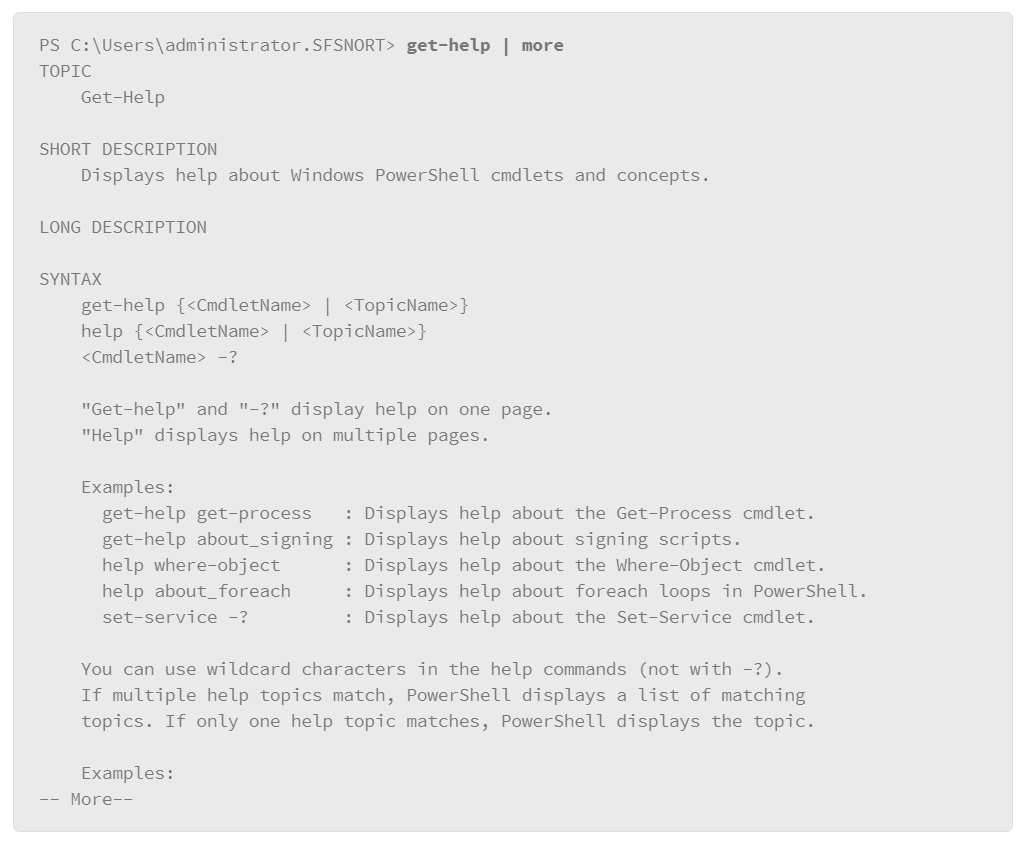 PS C:\Users\administrator.SFSNORT> get-help | more
TOPIC
    Get-Help

SHORT DESCRIPTION
    Displays help about Windows PowerShell cmdlets and concepts.

LONG DESCRIPTION

SYNTAX
    get-help {<CmdletName> | <TopicName>}
    help {<CmdletName> | <TopicName>}
    <CmdletName> -?

    "Get-help" and "-?" display help on one page.
    "Help" displays help on multiple pages.

    Examples:
      get-help get-process   : Displays help about the Get-Process cmdlet.
      get-help about_signing : Displays help about signing scripts.
      help where-object      : Displays help about the Where-Object cmdlet.
      help about_foreach     : Displays help about foreach loops in PowerShell.
      set-service -?         : Displays help about the Set-Service cmdlet.

    You can use wildcard characters in the help commands (not with -?).
    If multiple help topics match, PowerShell displays a list of matching
    topics. If only one help topic matches, PowerShell displays the topic.

    Examples:
-- More--